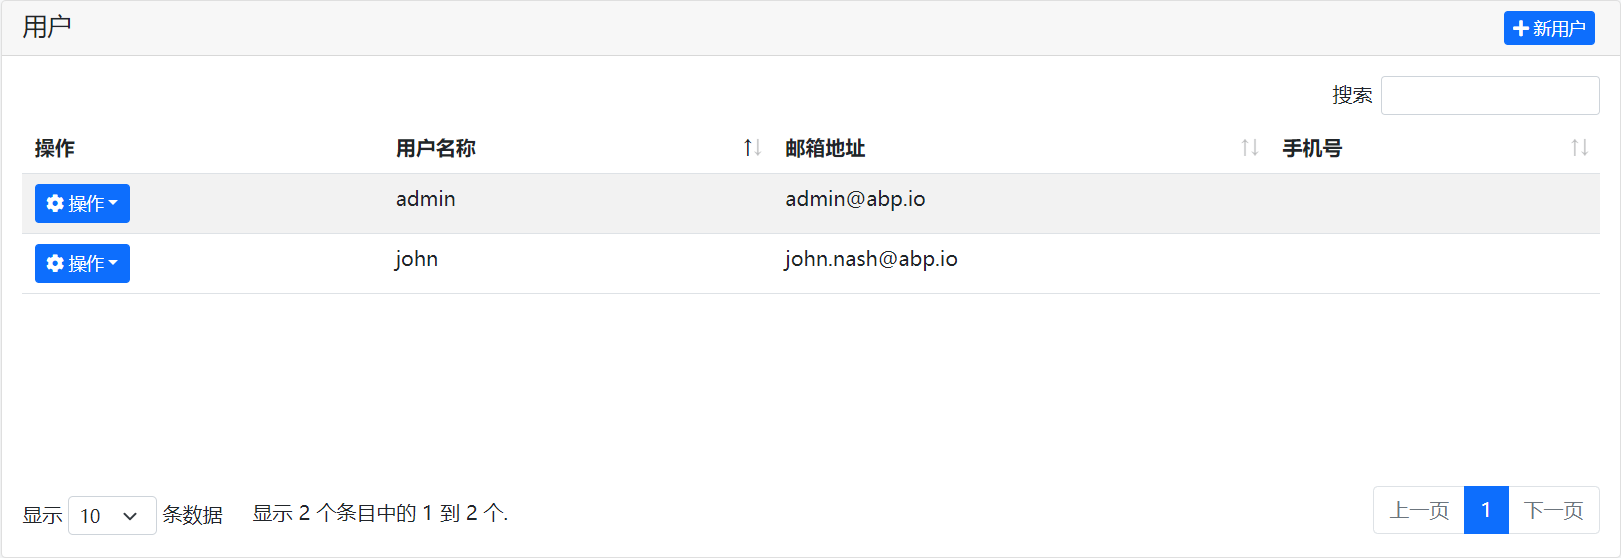 用户
新用户
搜索
操作 用户名称 邮箱地址 手机号
操作 admin admin@abp.io
操作 john john.nash@abp.io
显示 10 条数据 显示 2 个条目中的 1 到 2 个. 上一页 1 下一页